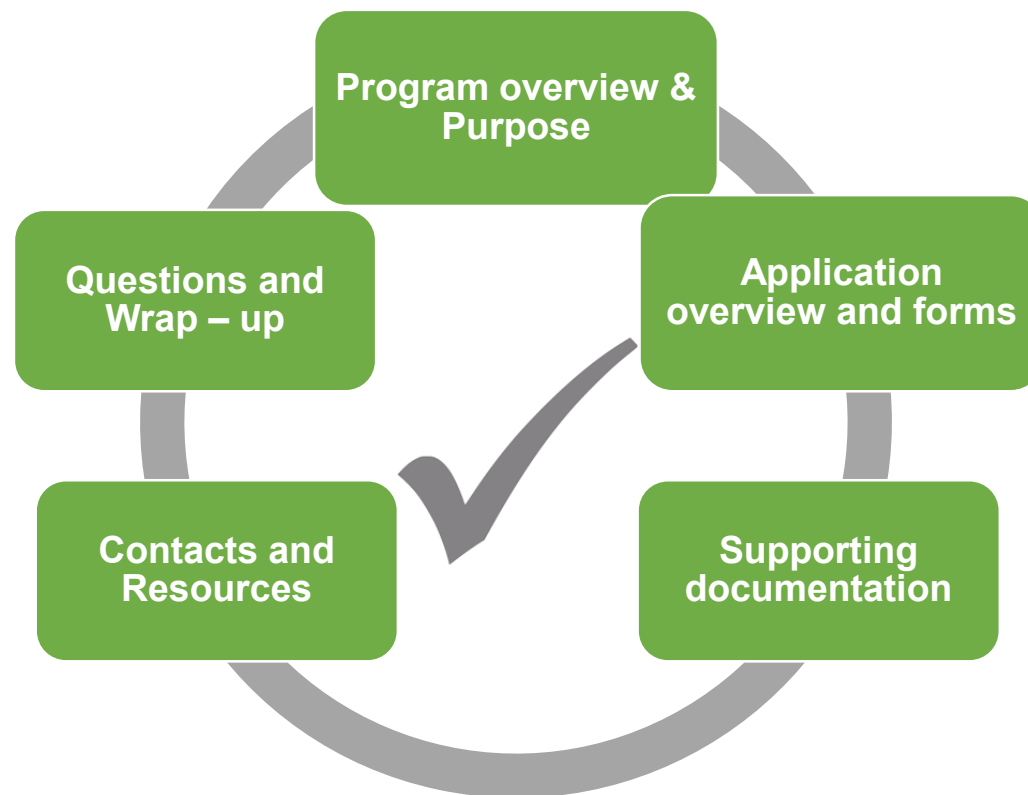 Program overview &
Purpose
Application
overview and forms
Supporting
documentation
Contacts and
Resources
Questions and
Wrap – up